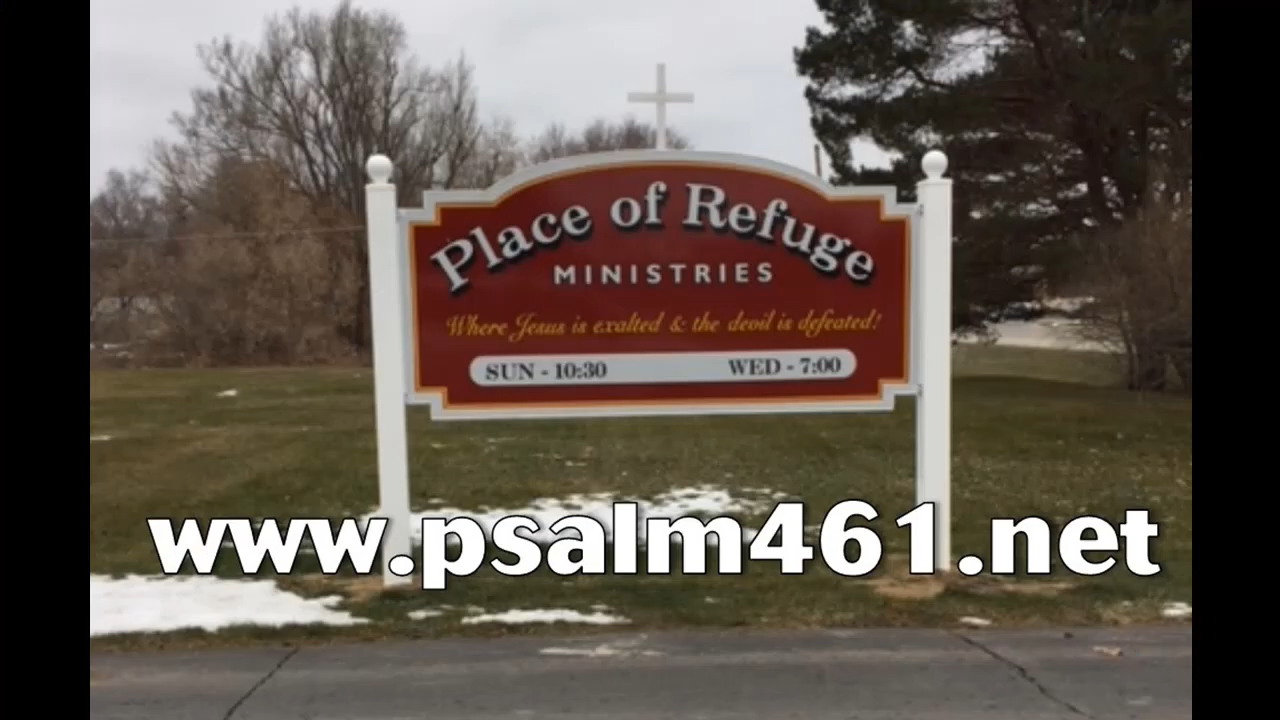 Place of Refuge
MINISTRIES
Where Jesus is exalted & the devil is defeated!
SUN - 10:30 WED - 7:00
www.psalm461.net